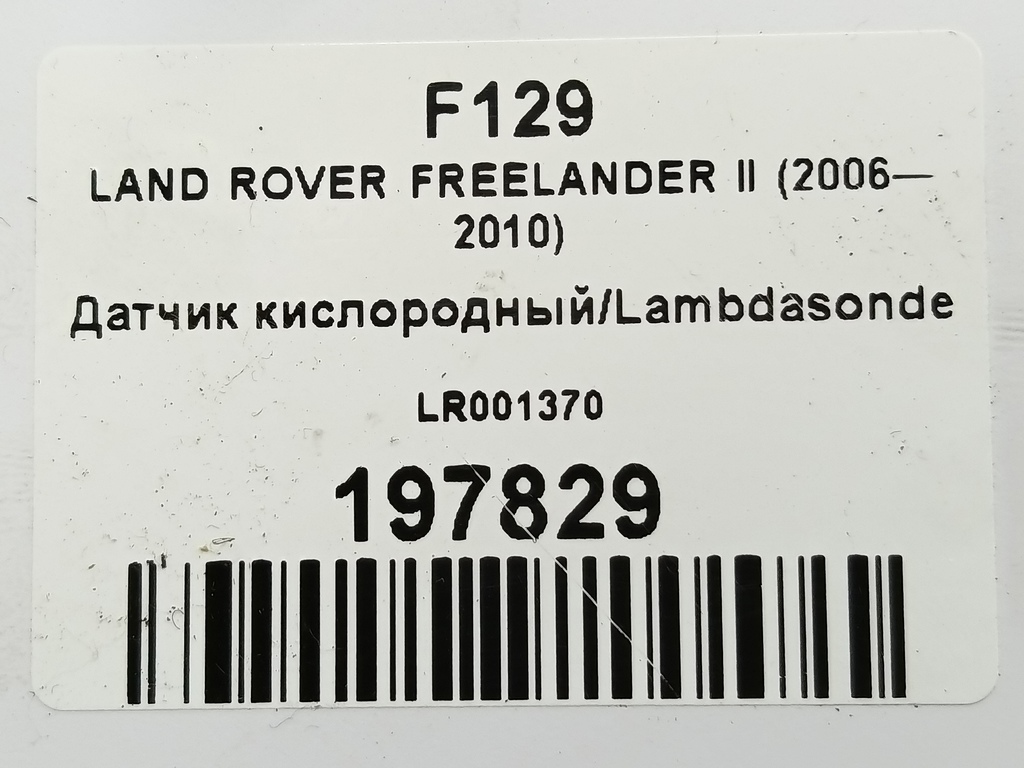 F129
LAND ROVER FREELANDER II (2006—
2010)
Датчик кислородный/Lambdasonde
LR001370
197829